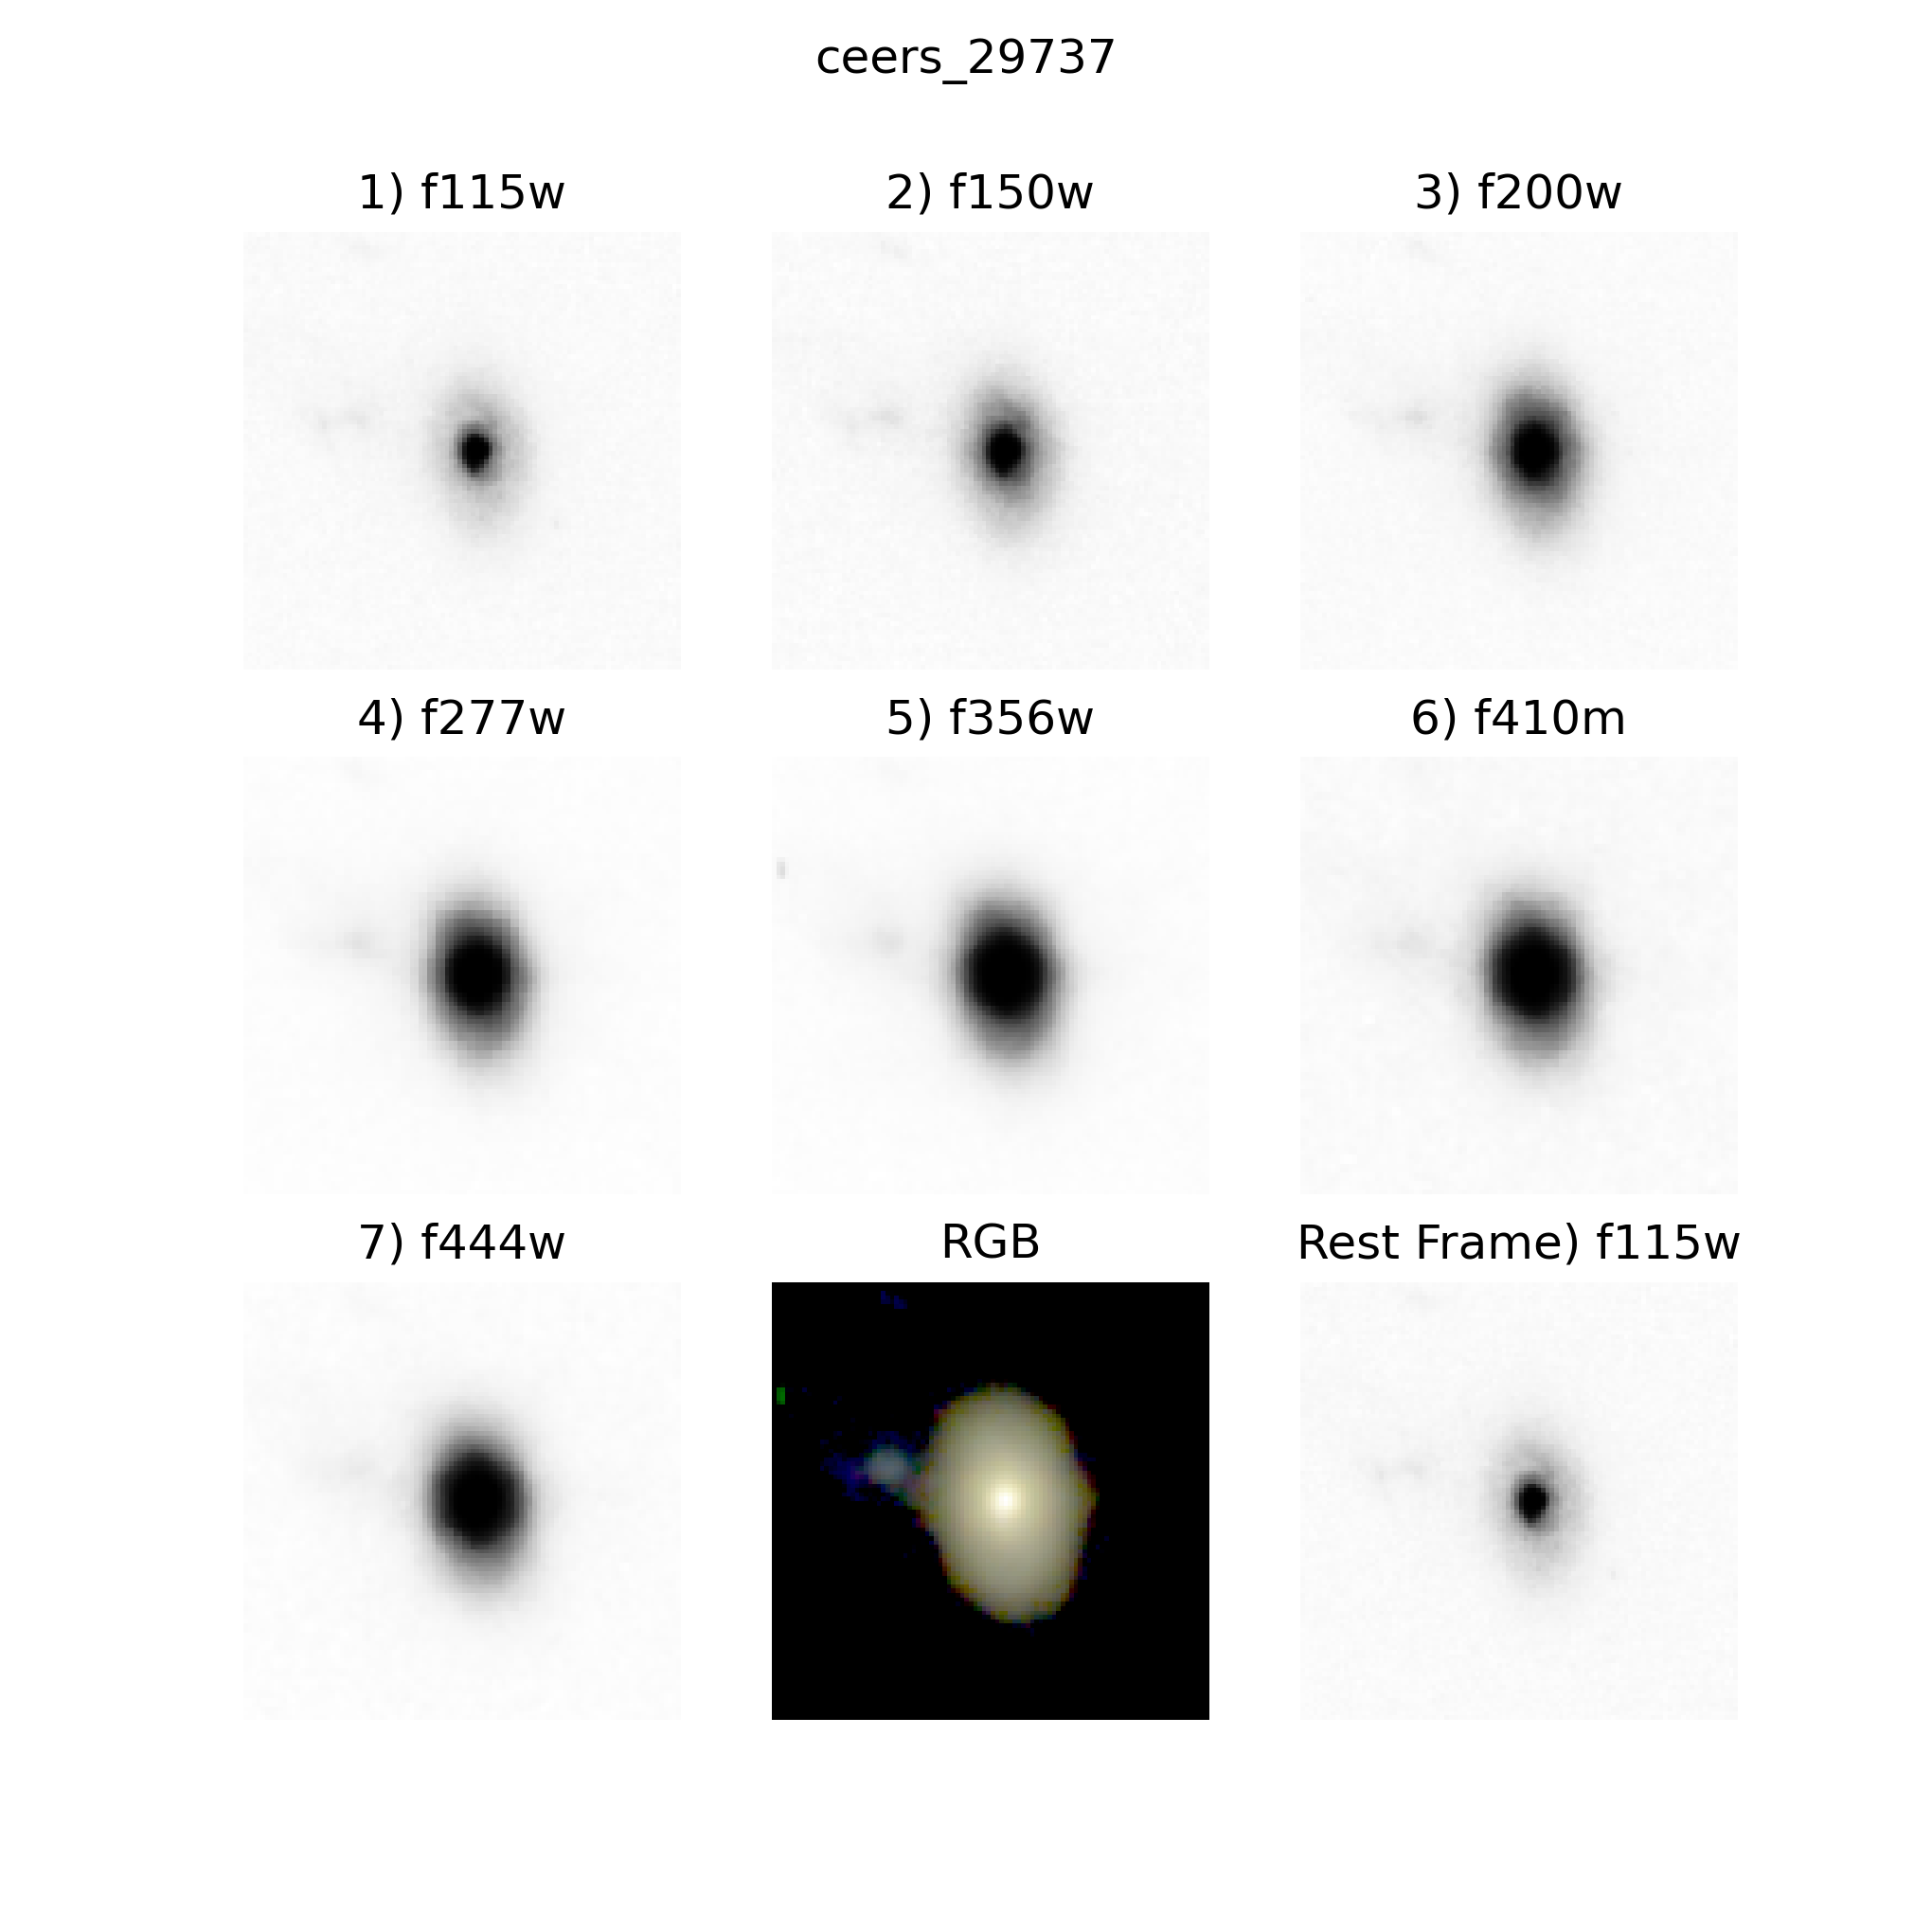 ceers_29737
1) f115w
2) f150w
3) f200w
4) f277w
5) f356w
6) f410m
7) f444w
RGB
Rest Frame) f115w